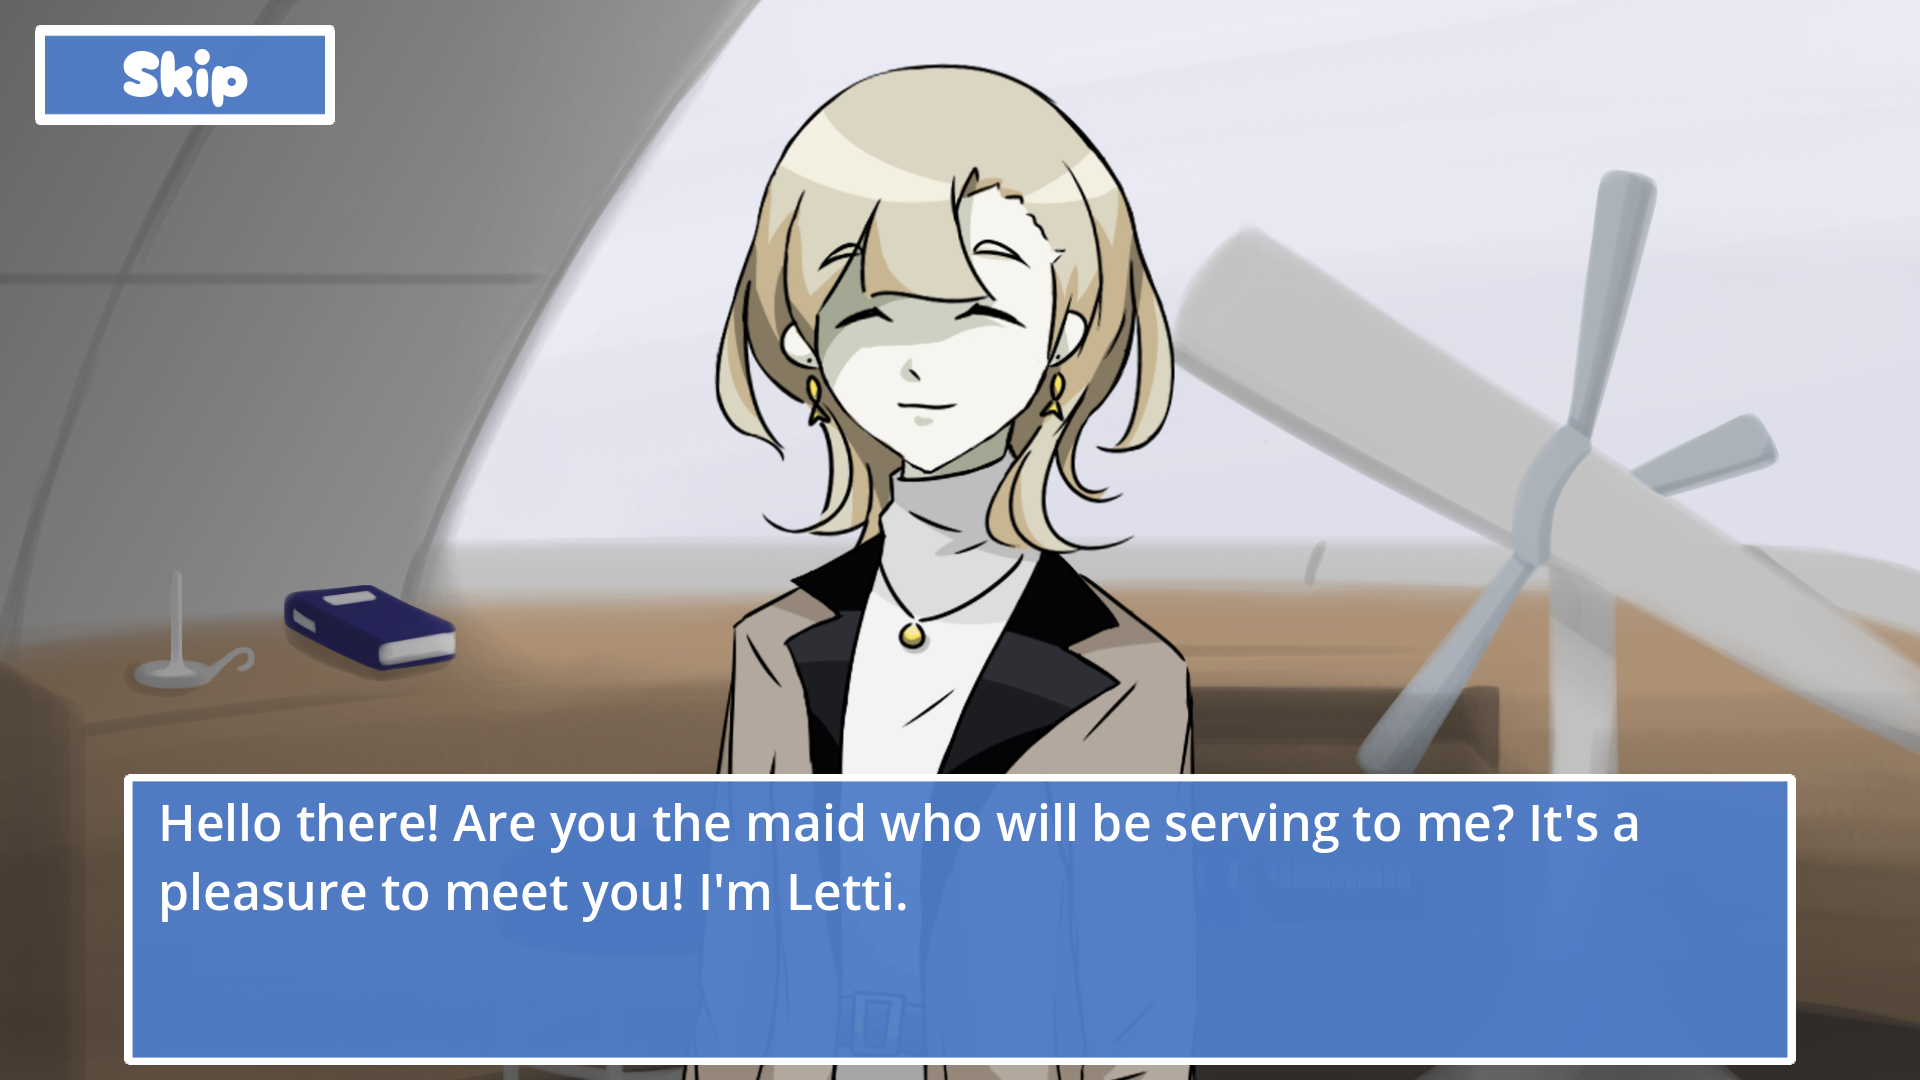 Skip
Hello there! Are you the maid who will be serving to me? It's a
pleasure to meet you! I'm Letti.